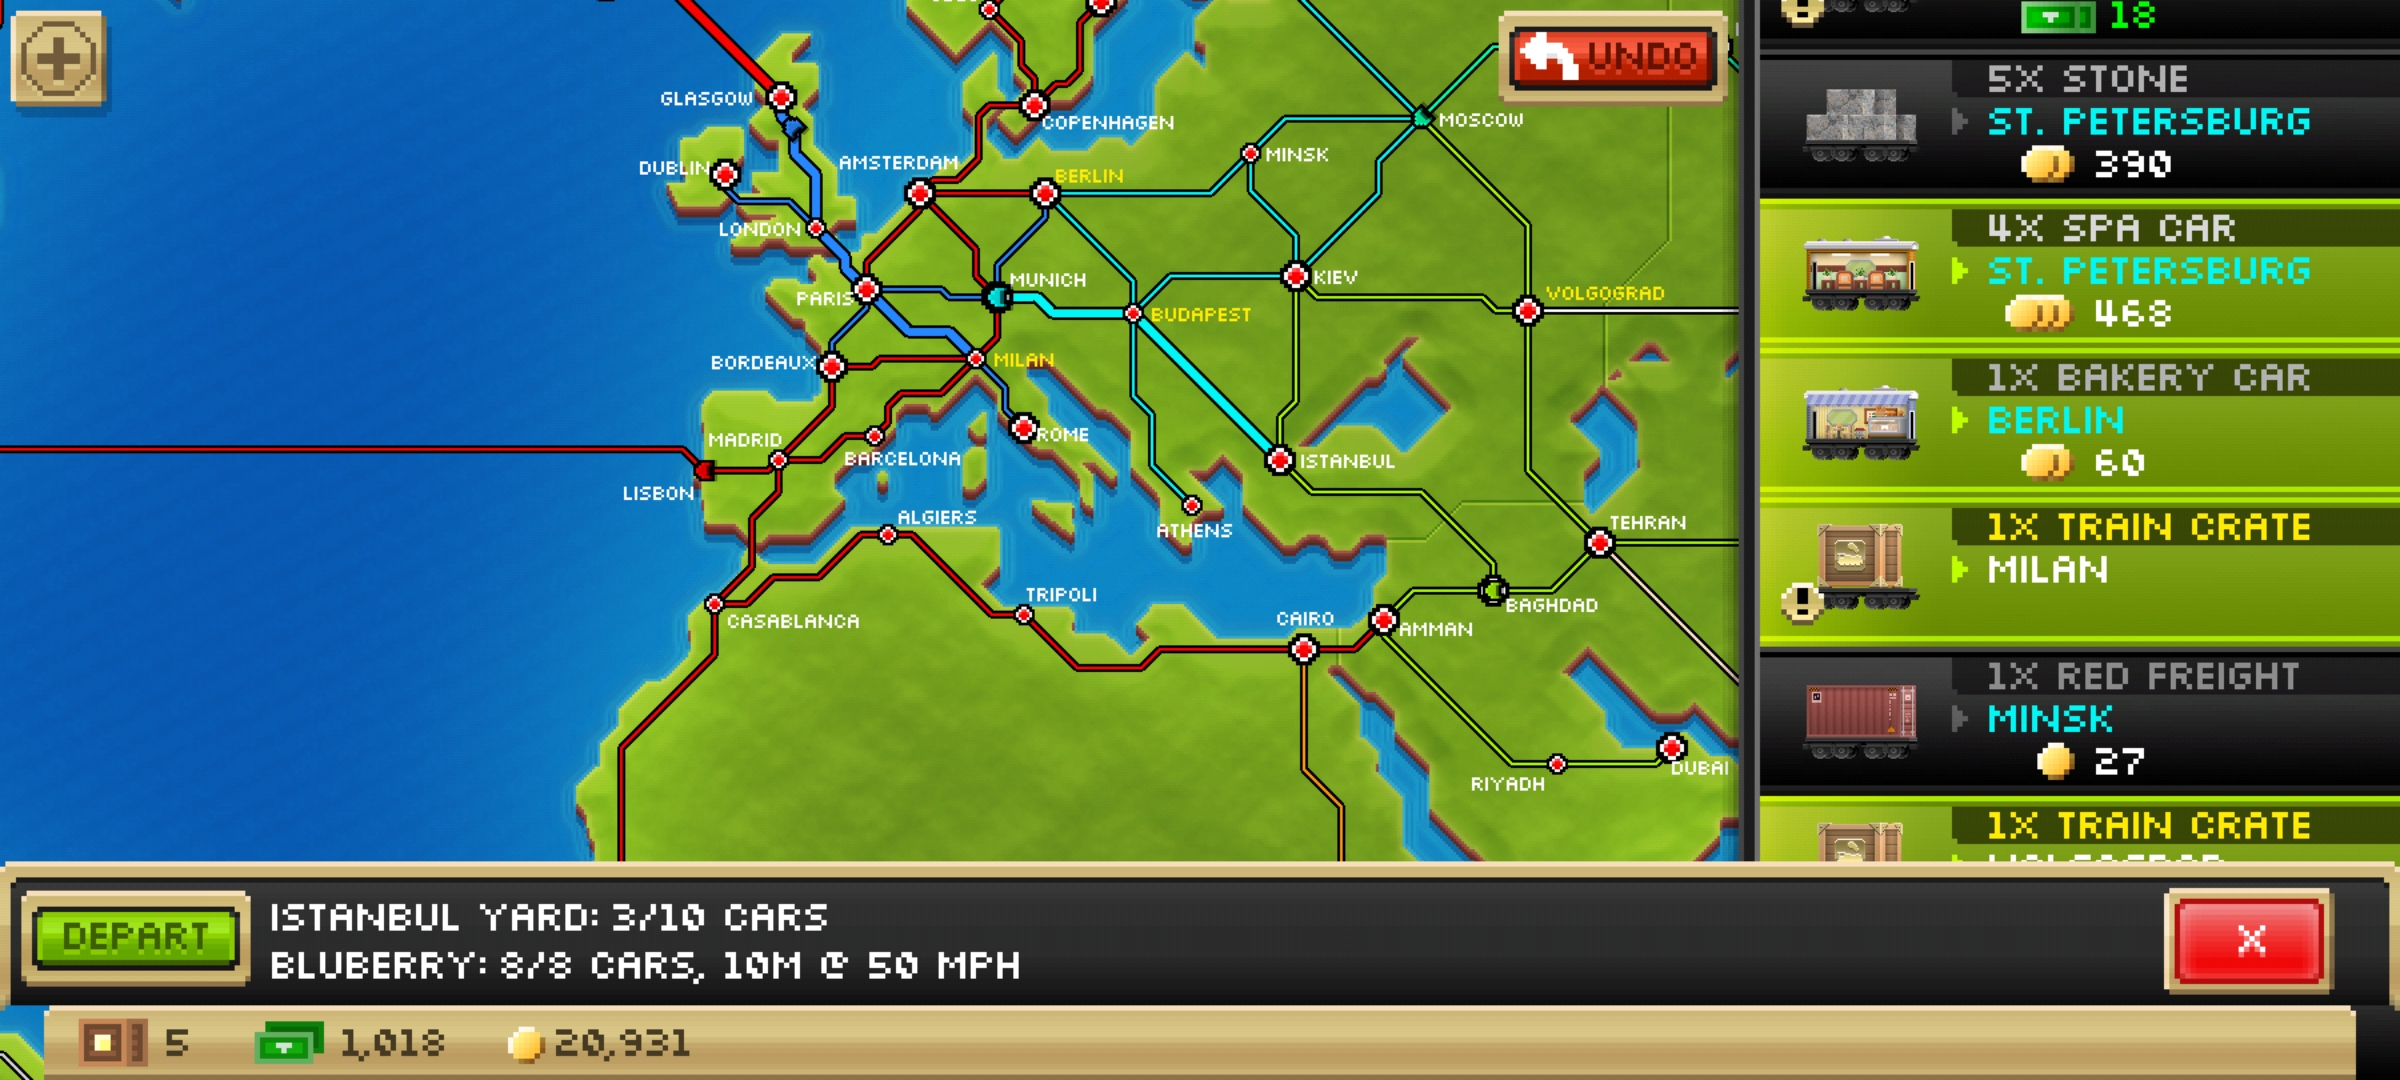 18
UNDO
5X STONE
ST. PETERSBURG
390
4X SPA CAR
ST. PETERSBURG
468
1X BAKERY CAR
BERLIN
60
1X TRAIN CRATE
MILAN
1X RED FREIGHT
MINSK
27
1X TRAIN CRATE
GLASGOW
COPENHAGEN
MOSCOW
DUBLIN
AMSTERDAM
BERLIN
MINSK
LONDON
PARIS
MUNICH
KIEV
VOLGOGRAD
BUDAPEST
BORDEAUX
MILAN
MADRID
ROME
BARCELONA
ISTANBUL
LISBON
ALGIERS
ATHENS
TEHRAN
TRIPOLI
CASABLANCA
CAIRO
AMMAN
BAGHDAD
RIYADH
DUBAI
DEPART
ISTANBUL YARD: 3/10 CARS
BLUBERRY: 8/8 CARS, 10M @ 50 MPH
X
5
1,018
20,931